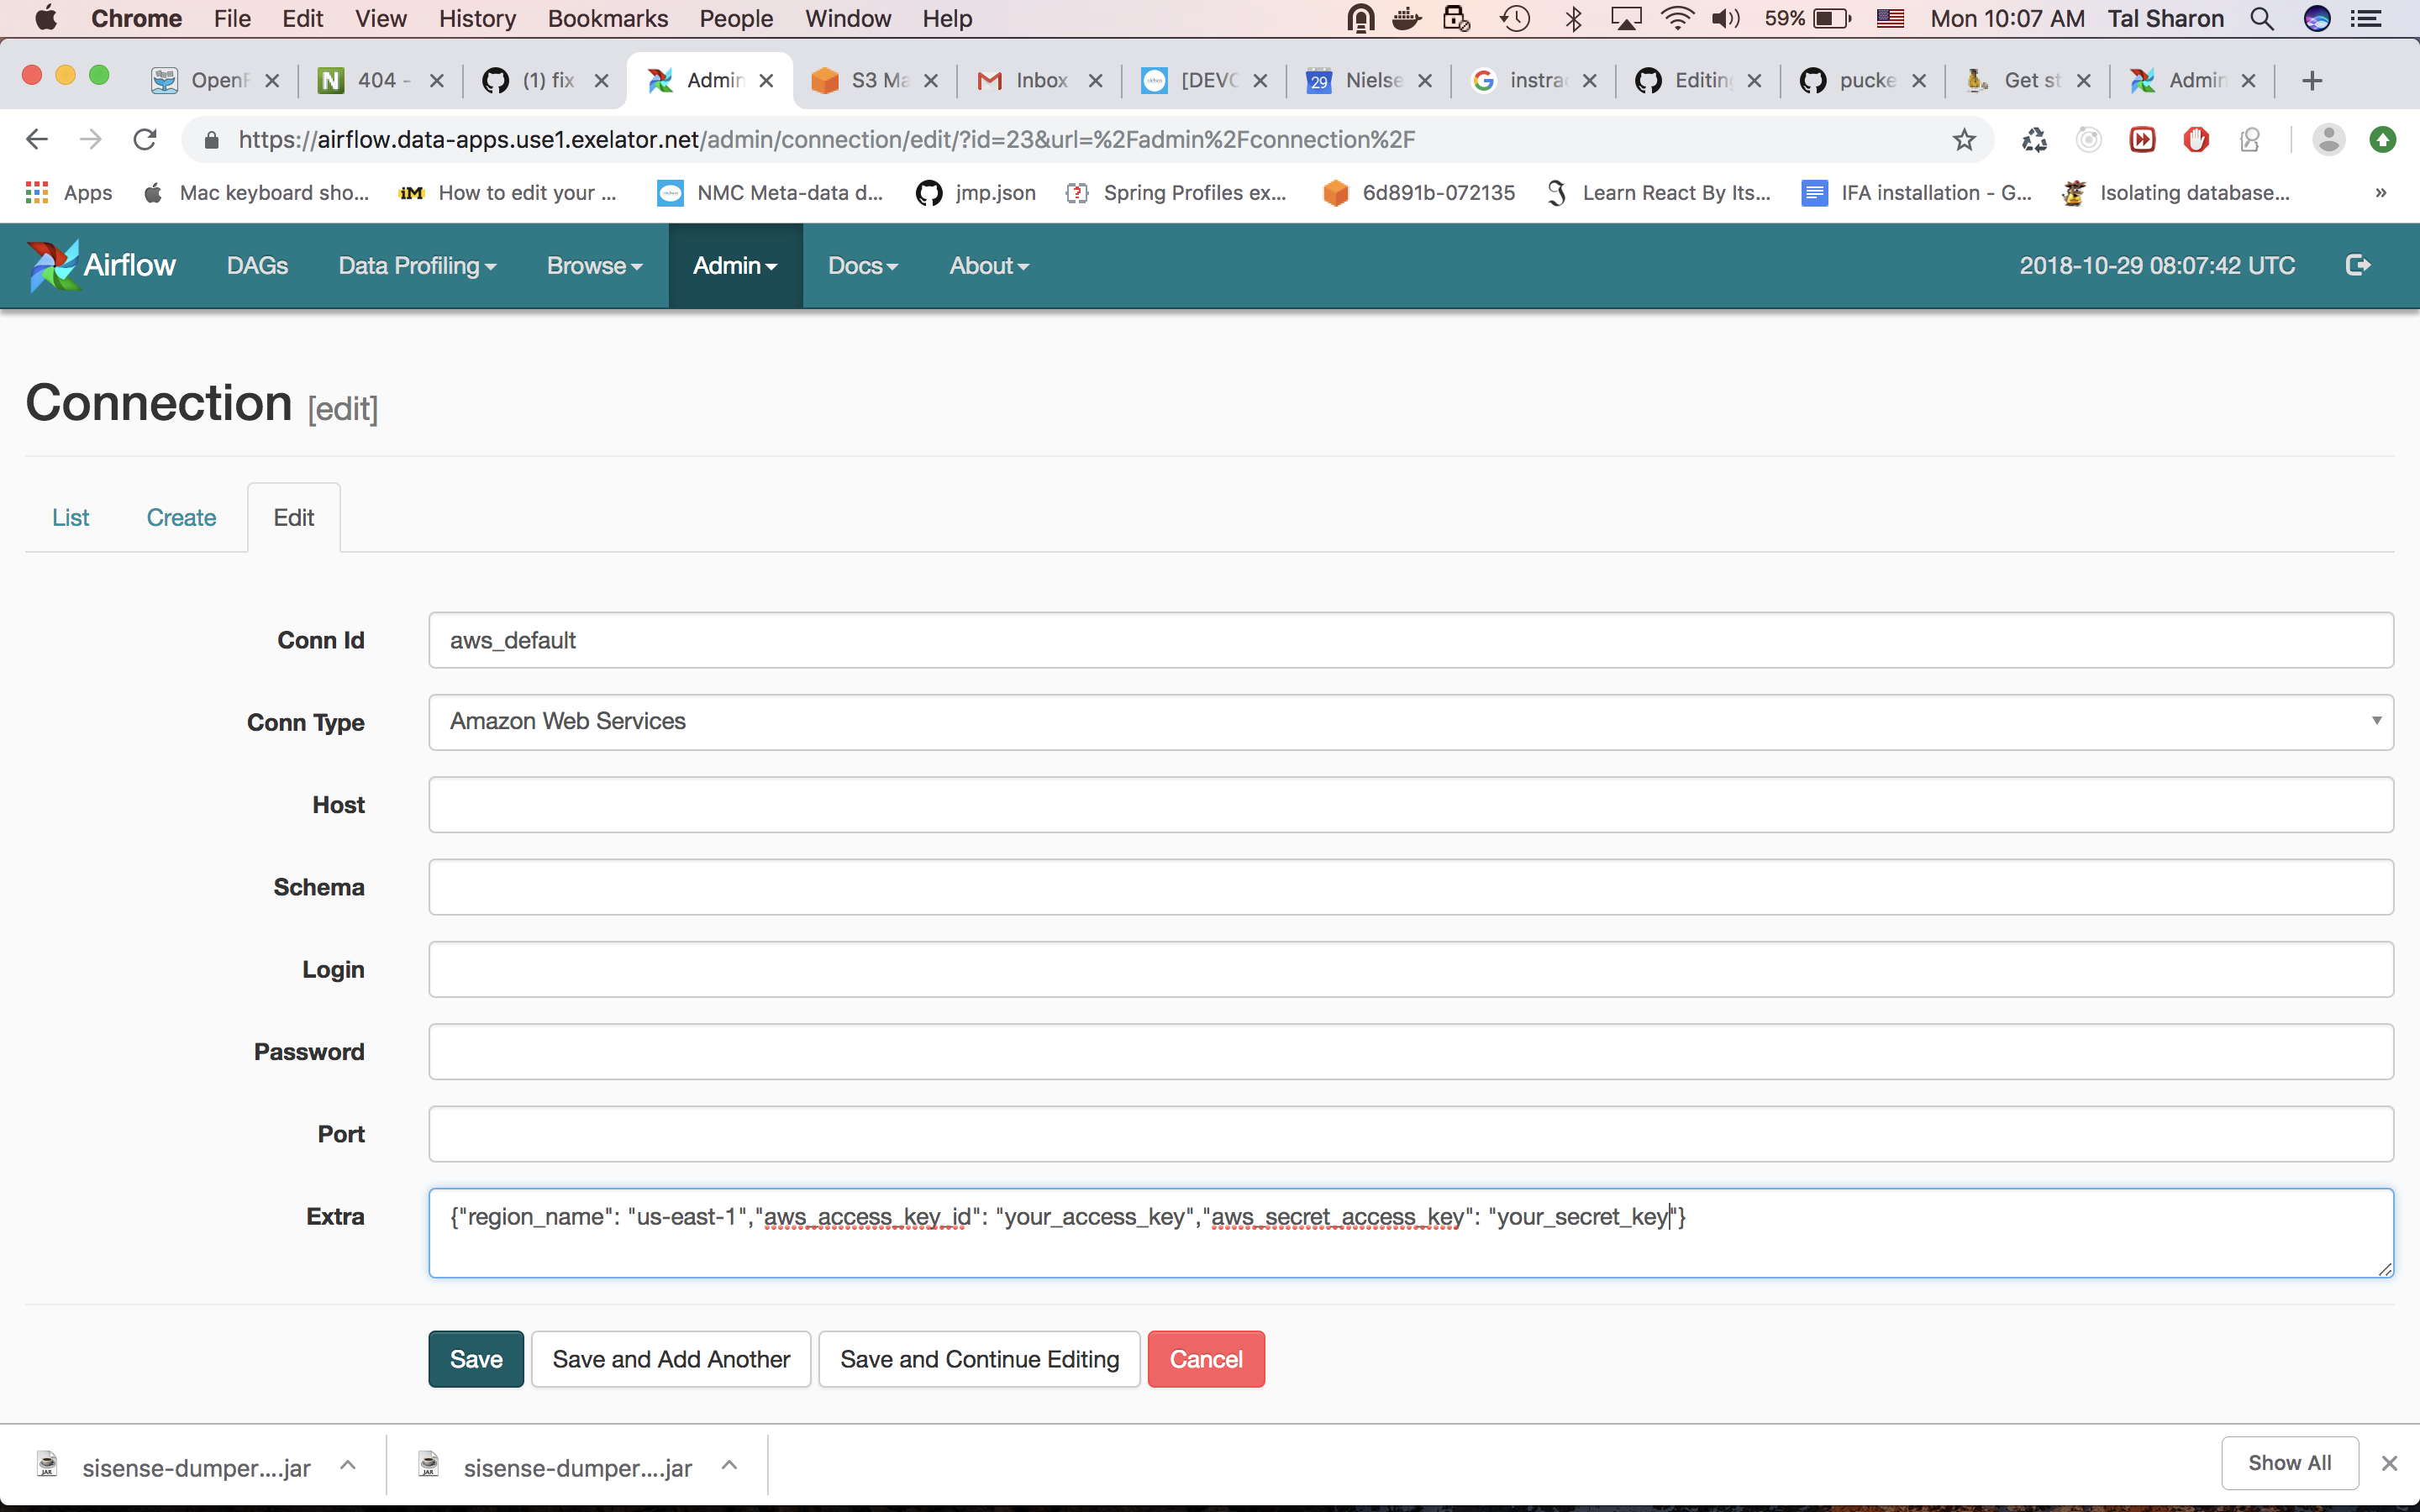 Chrome File Edit View History Bookmarks People Window Help 59% Mon 10:07 AM Tal Sharon
OpenF 404 - (1) fix Admin S3 Ma Inbox [DEVO 29 Nielse instra Editing pucke Get st Admin
https://airflow.data-apps.use1.exelator.net/admin/connection/edit/?id=23&url=%2Fadmin%2Fconnection%2F
Apps Mac keyboard sho... iM How to edit your ... NMC Meta-data d... jmp.json Spring Profiles ex... 6d891b-072135 Learn React By Its... IFA installation - G... Isolating database... »
Airflow DAGs Data Profiling Browse Admin Docs About 2018-10-29 08:07:42 UTC
Connection [edit]
List Create Edit
Conn Id aws_default
Conn Type Amazon Web Services
Host
Schema
Login
Password
Port
Extra {"region_name": "us-east-1","aws_access_key_id": "your_access_key","aws_secret_access_key": "your_secret_key"}
Save Save and Add Another Save and Continue Editing Cancel
JAR sisense-dumper....jar JAR sisense-dumper....jar Show All